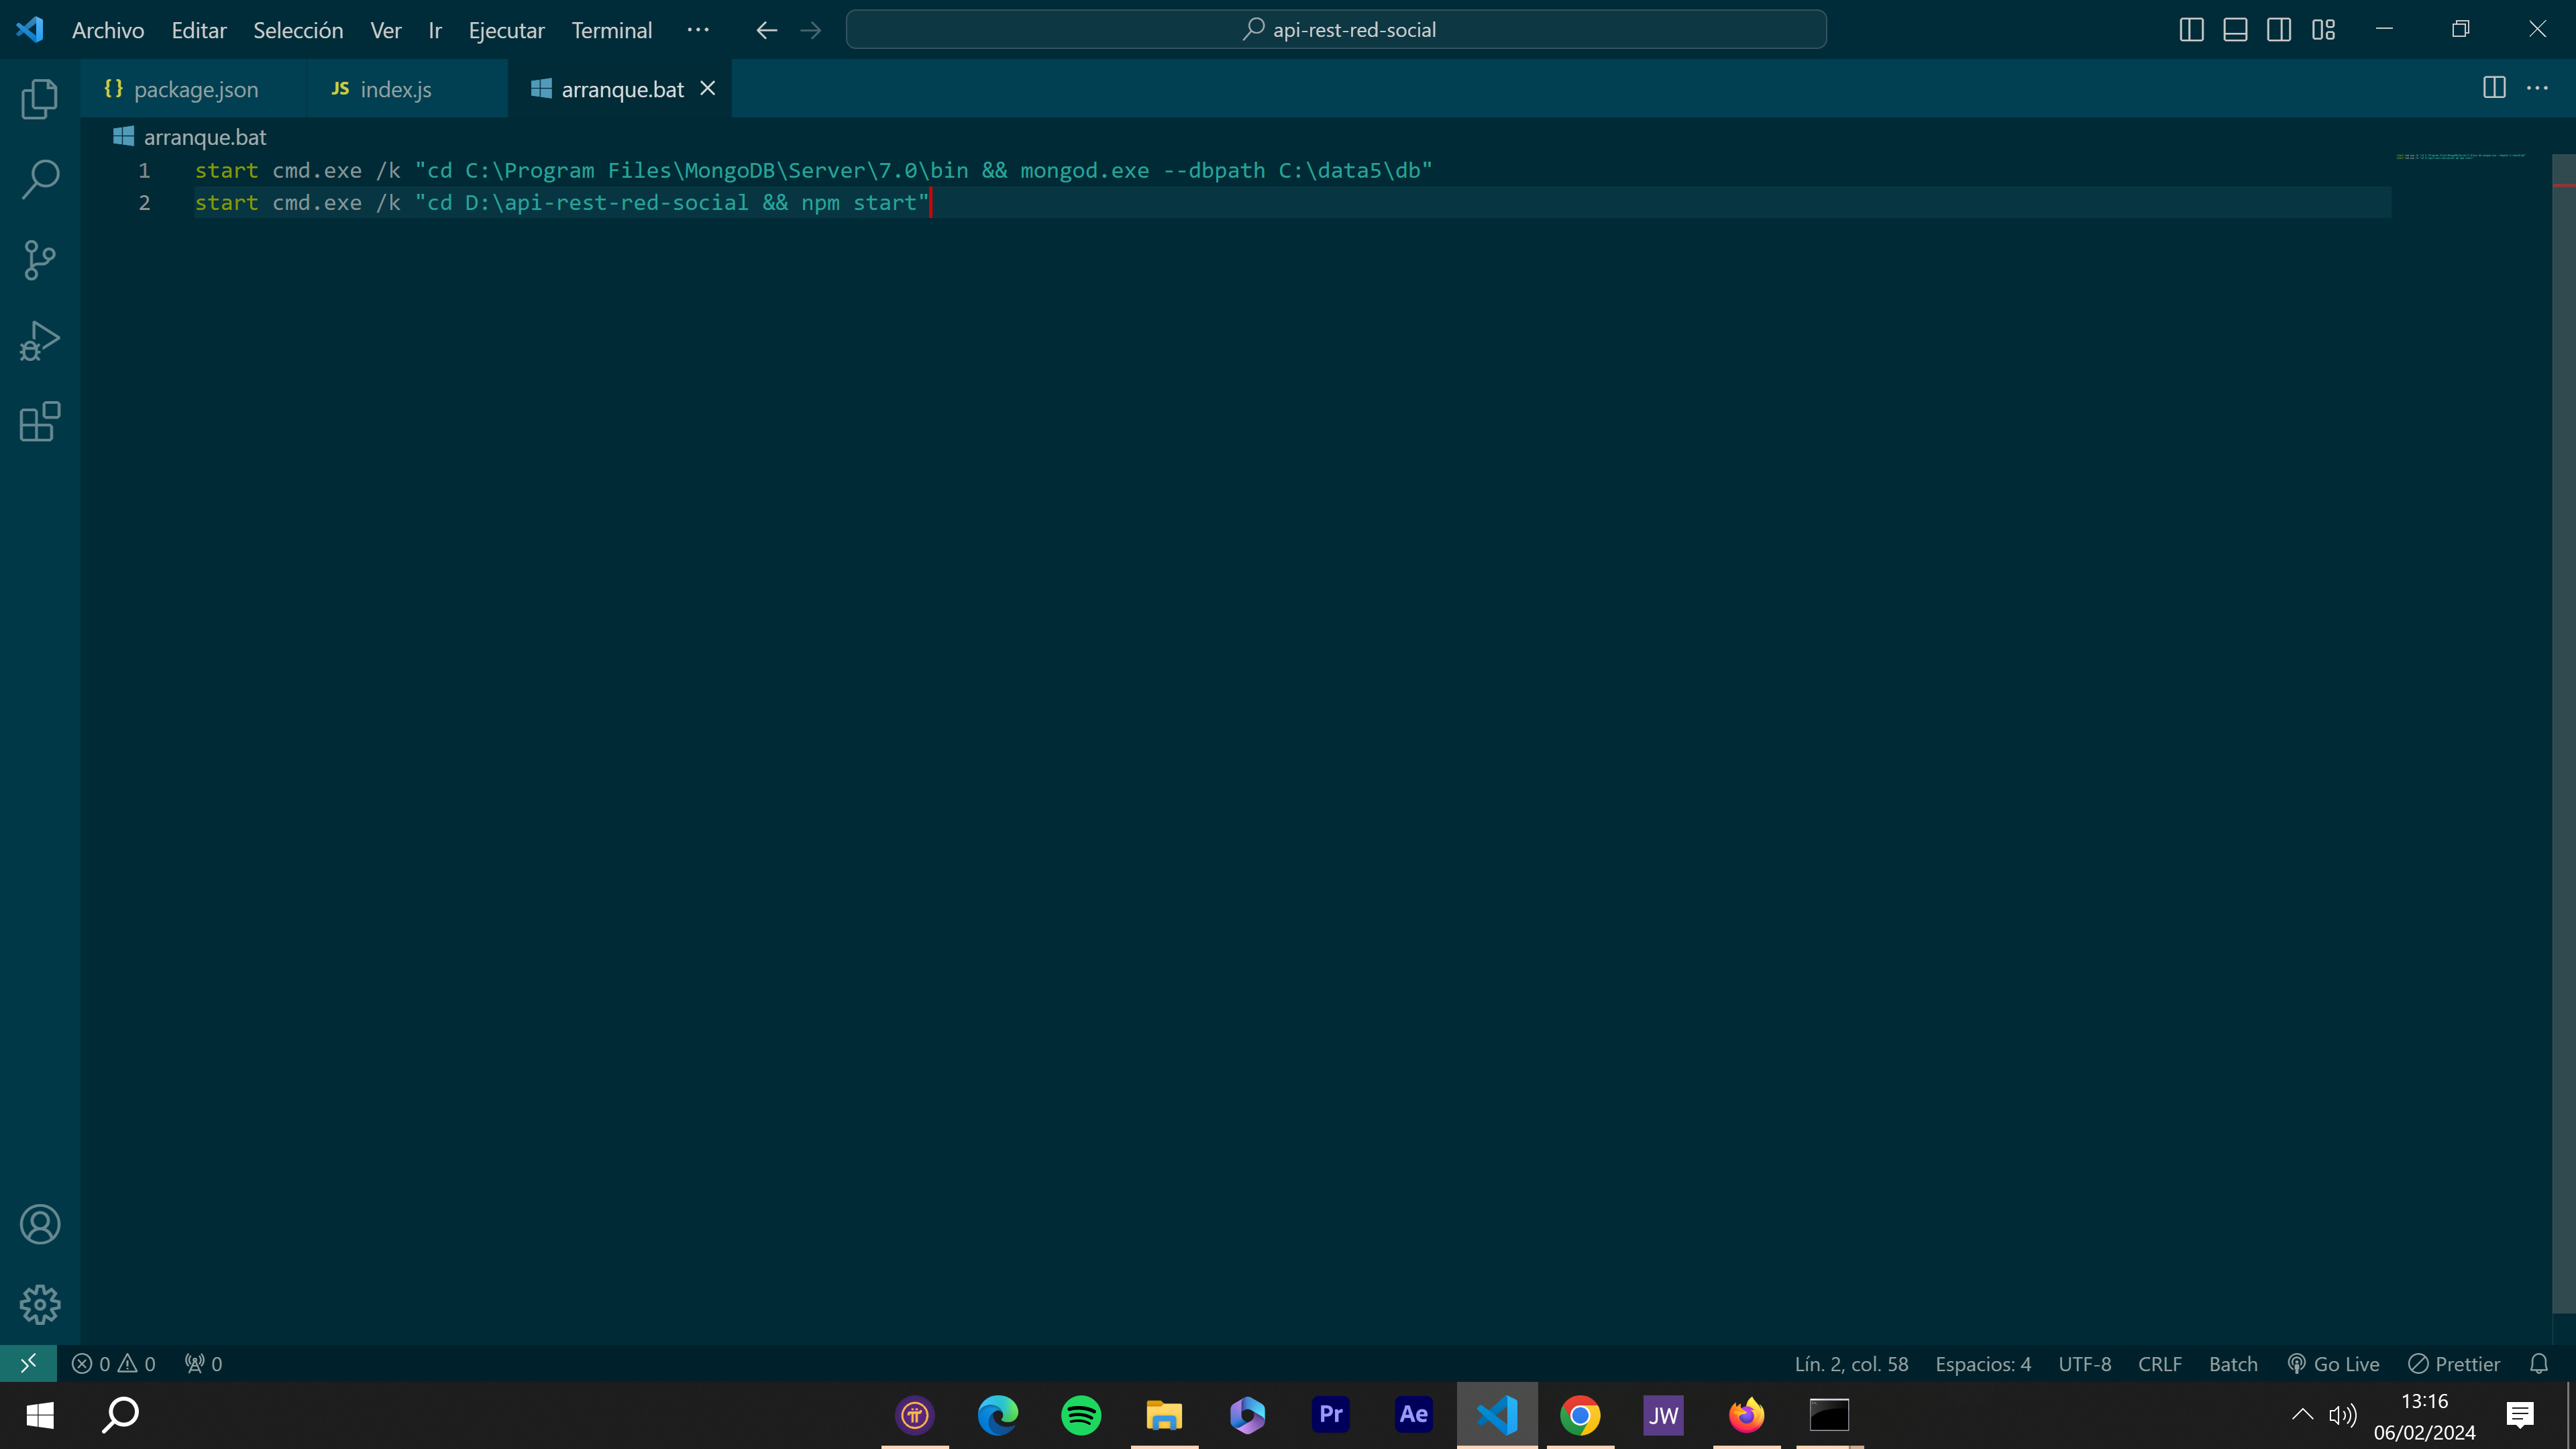 Archivo Editar Selección Ver Ir Ejecutar Terminal ··· api-rest-red-social
{} package.json JS index.js arranque.bat
arranque.bat
1 start cmd.exe /k "cd C:\Program Files\MongoDB\Server\7.0\bin && mongod.exe --dbpath C:\data5\db"
2 start cmd.exe /k "cd D:\api-rest-red-social && npm start"
0 0 0 Lín. 2, col. 58 Espacios: 4 UTF-8 CRLF Batch Go Live Prettier
Pr Ae JW
13:16
06/02/2024